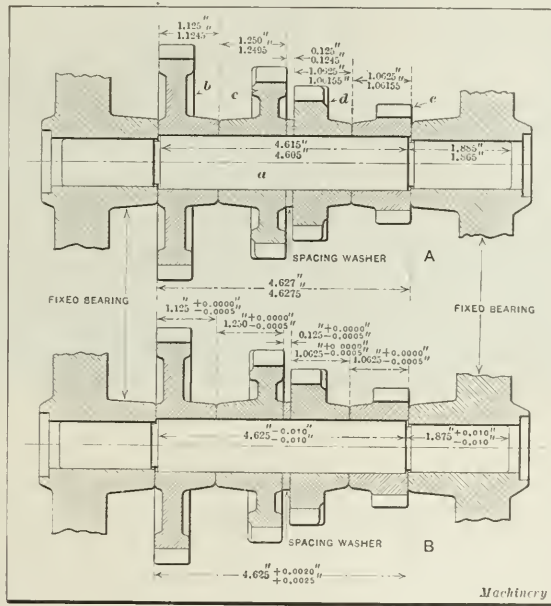 1.125"
1.1245
1.250"
1.2495
0.125"
0.1245"
1.0625"
1.06155"
1.0625"
1.06155"
b
c
d
e
4.615"
4.605"
1.885"
1.865"
a
SPACING WASHER
A
4.627"
4.6275
FIXED BEARING
FIXED BEARING
1.125" +0.0000" -0.0005"
1.250" +0.0000" -0.0005"
0.125" +0.0000" -0.0005"
1.0625" +0.0000" -0.0005"
1.0625" +0.0000" -0.0005"
4.625" -0.010" -0.010"
1.875" +0.010" -0.010"
SPACING WASHER
B
4.625" +0.0020" +0.0025"
Machinery